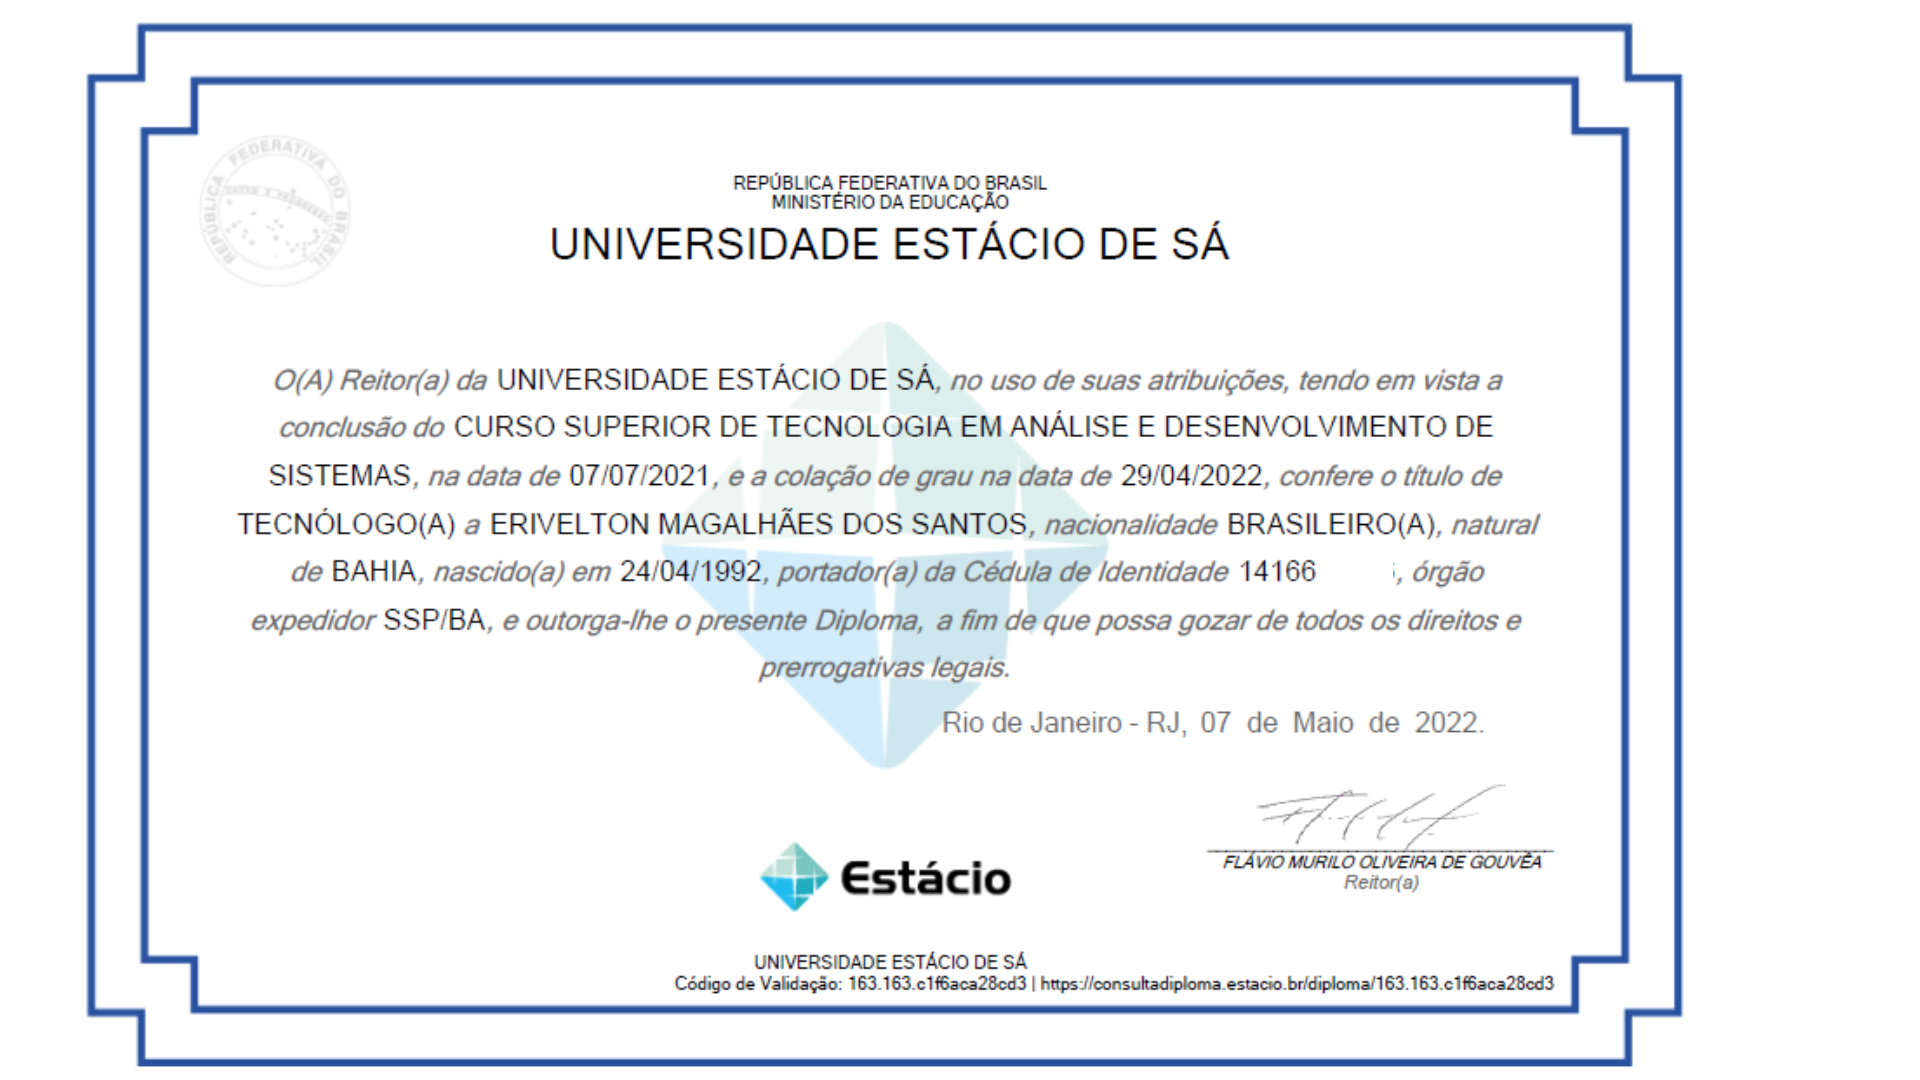 REPÚBLICA FEDERATIVA DO BRASIL
REPÚBLICA FEDERATIVA DO BRASIL
MINISTÉRIO DA EDUCAÇÃO
UNIVERSIDADE ESTÁCIO DE SÁ
O(A) Reitor(a) da UNIVERSIDADE ESTÁCIO DE SÁ, no uso de suas atribuições, tendo em vista a
conclusão do CURSO SUPERIOR DE TECNOLOGIA EM ANÁLISE E DESENVOLVIMENTO DE
SISTEMAS, na data de 07/07/2021, e a colação de grau na data de 29/04/2022, confere o título de
TECNÓLOGO(A) a ERIVELTON MAGALHÃES DOS SANTOS, nacionalidade BRASILEIRO(A), natural
de BAHIA, nascido(a) em 24/04/1992, portador(a) da Cédula de Identidade 14166 , órgão
expedidor SSP/BA, e outorga-lhe o presente Diploma, a fim de que possa gozar de todos os direitos e
prerrogativas legais.
Rio de Janeiro - RJ, 07 de Maio de 2022.
FLÁVIO MURILO OLIVEIRA DE GOUVÊA
Reitor(a)
Estácio
UNIVERSIDADE ESTÁCIO DE SÁ
Código de Validação: 163.163.c1f6aca28cd3 | https://consultadiploma.estacio.br/diploma/163.163.c1f6aca28cd3